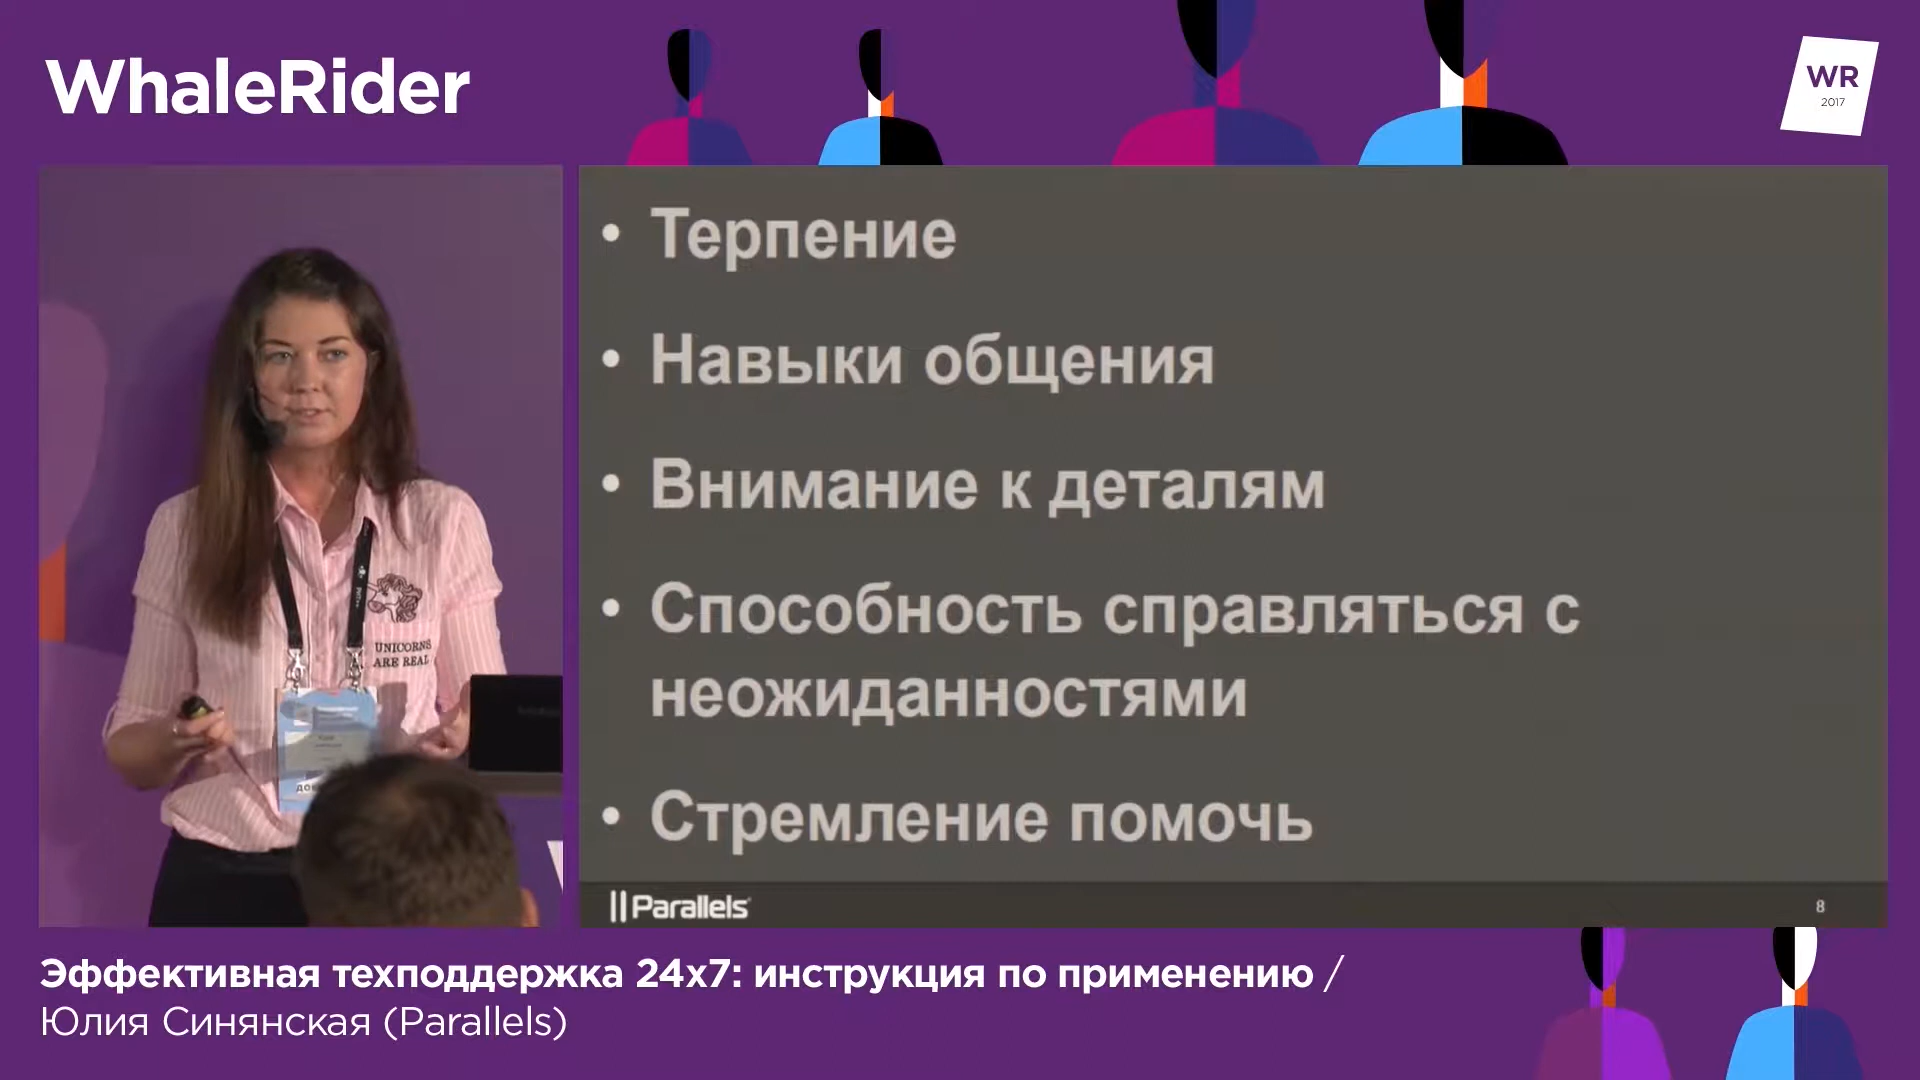 WhaleRider
WR
2017
• Терпение
• Навыки общения
• Внимание к деталям
• Способность справляться с
неожиданностями
• Стремление помочь
UNICORNS
ARE REAL
Parallels
8
Эффективная техподдержка 24x7: инструкция по применению /
Юлия Синянская (Parallels)